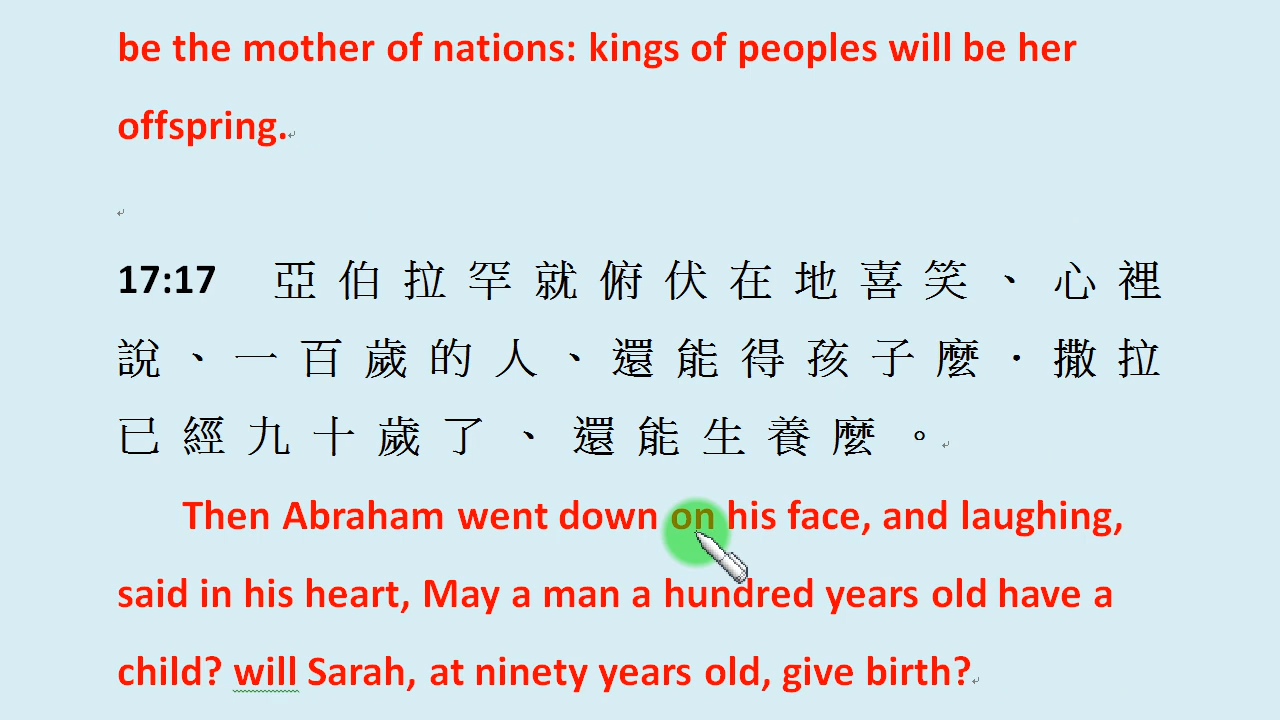 be the mother of nations: kings of peoples will be her
offspring.
17:17 亞伯拉罕就俯伏在地喜笑、心裡
說、一百歲的人、還能得孩子麼．撒拉
已經九十歲了、還能生養麼。
Then Abraham went down on his face, and laughing,
said in his heart, May a man a hundred years old have a
child? will Sarah, at ninety years old, give birth?